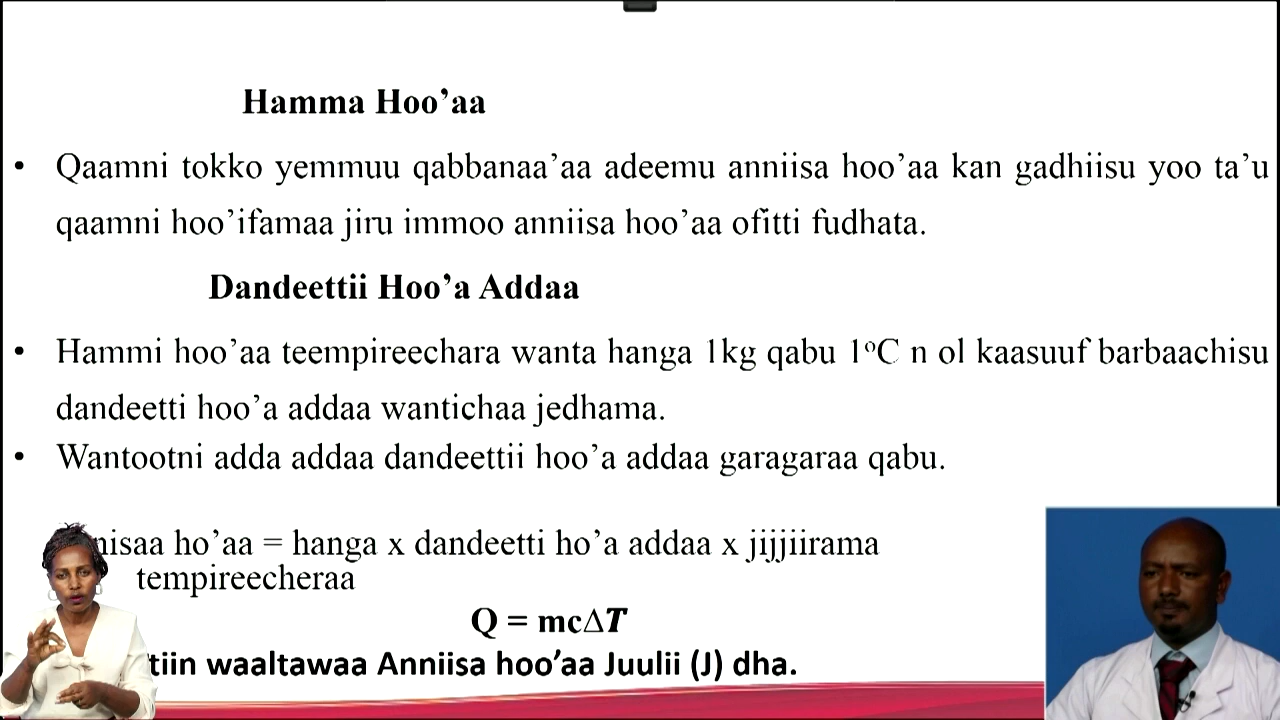 Hamma Hoo’aa
• Qaamni tokko yemmuu qabbanaa’aa adeemu anniisa hoo’aa kan gadhiisu yoo ta’u
qaamni hoo’ifamaa jiru immoo anniisa hoo’aa ofitti fudhata.
Dandeettii Hoo’a Addaa
• Hammi hoo’aa teempireechara wanta hanga 1kg qabu 1°C n ol kaasuuf barbaachisu
dandeetti hoo’a addaa wantichaa jedhama.
• Wantootni adda addaa dandeettii hoo’a addaa garagaraa qabu.
ho’aa = hanga x dandeetti ho’a addaa x jijjiirama
tempireecheraa
Q = mc∆T
waaltawaa Anniisa hoo’aa Juulii (J) dha.